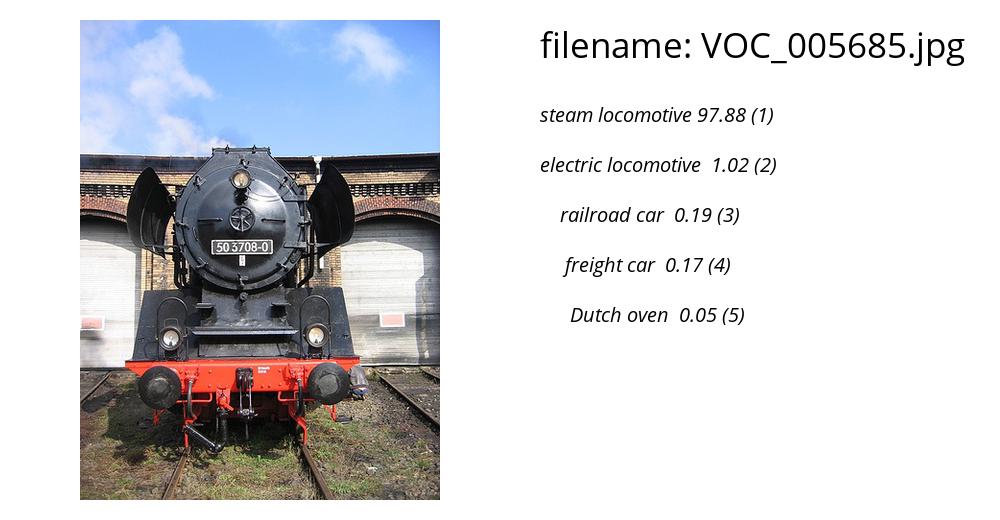 filename: VOC_005685.jpg
steam locomotive 97.88 (1)
electric locomotive 1.02 (2)
railroad car 0.19 (3)
freight car 0.17 (4)
Dutch oven 0.05 (5)
50 3708-0